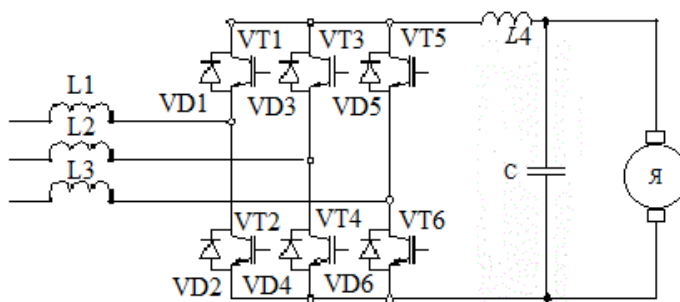 VT1 VT3 VT5 L4
L1 VD1 VD3 VD5
L2
L3 C Я
VT2 VT4 VT6
VD2 VD4 VD6